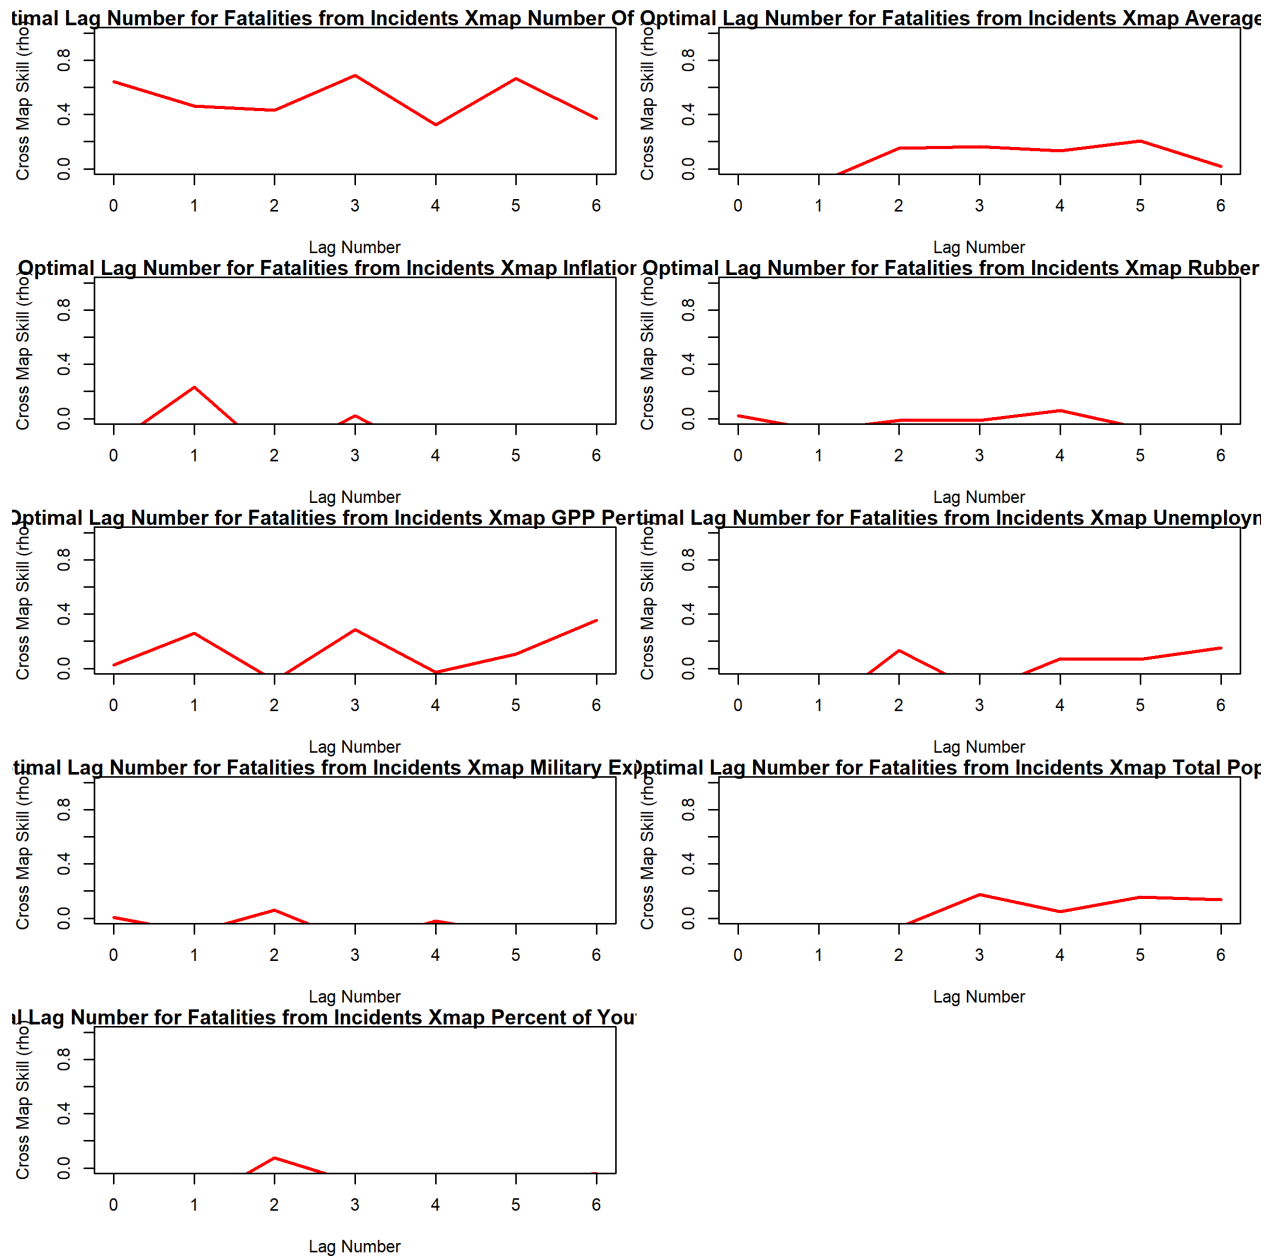 timal Lag Number for Fatalities from Incidents Xmap Number Of
Cross Map Skill (rho)
0.0 0.4 0.8
0 1 2 3 4 5 6
Lag Number
Optimal Lag Number for Fatalities from Incidents Xmap Average
Cross Map Skill (rho)
0.0 0.4 0.8
0 1 2 3 4 5 6
Lag Number
Optimal Lag Number for Fatalities from Incidents Xmap Inflation
Cross Map Skill (rho)
0.0 0.4 0.8
0 1 2 3 4 5 6
Lag Number
Optimal Lag Number for Fatalities from Incidents Xmap Rubber
Cross Map Skill (rho)
0.0 0.4 0.8
0 1 2 3 4 5 6
Lag Number
Optimal Lag Number for Fatalities from Incidents Xmap GPP Per
Cross Map Skill (rho)
0.0 0.4 0.8
0 1 2 3 4 5 6
Lag Number
timal Lag Number for Fatalities from Incidents Xmap Unemployn
Cross Map Skill (rho)
0.0 0.4 0.8
0 1 2 3 4 5 6
Lag Number
timal Lag Number for Fatalities from Incidents Xmap Military Exp
Cross Map Skill (rho)
0.0 0.4 0.8
0 1 2 3 4 5 6
Lag Number
Optimal Lag Number for Fatalities from Incidents Xmap Total Pop
Cross Map Skill (rho)
0.0 0.4 0.8
0 1 2 3 4 5 6
Lag Number
al Lag Number for Fatalities from Incidents Xmap Percent of You
Cross Map Skill (rho)
0.0 0.4 0.8
0 1 2 3 4 5 6
Lag Number